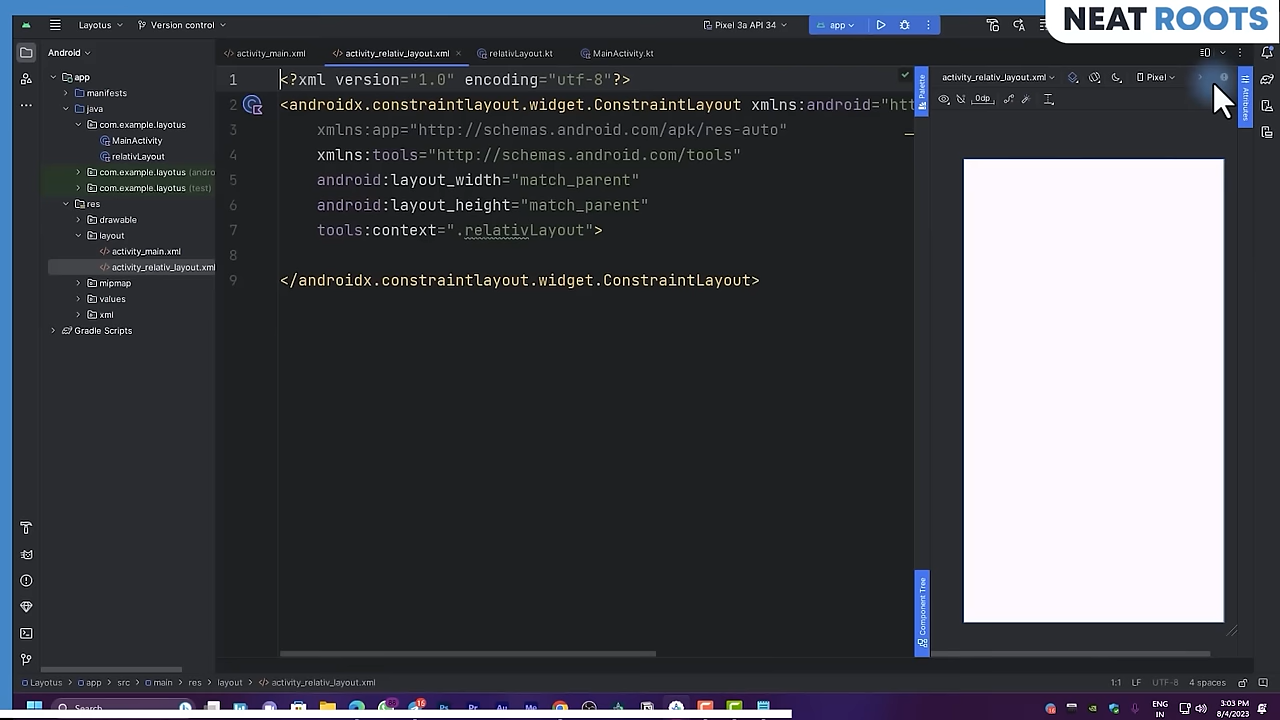 NEAT ROOTS
Layotus
Version control
Pixel 3a API 34
app
Android
activity_main.xml
activity_relativ_layout.xml
relativLayout.kt
MainActivity.kt
app
manifests
java
com.example.layotus
MainActivity
relativLayout
com.example.layotus (andro
com.example.layotus (test)
res
drawable
layout
activity_main.xml
activity_relativ_layout.xml
mipmap
values
xml
Gradle Scripts
1 <?xml version="1.0" encoding="utf-8"?>
2 <androidx.constraintlayout.widget.ConstraintLayout xmlns:android="htt
3 xmlns:app="http://schemas.android.com/apk/res-auto"
4 xmlns:tools="http://schemas.android.com/tools"
5 android:layout_width="match_parent"
6 android:layout_height="match_parent"
7 tools:context=".relativLayout">
8
9 </androidx.constraintlayout.widget.ConstraintLayout>
Palette
Component Tree
activity_relativ_layout.xml
Pixel
0dp
Attributes
Layotus > app > src > main > res > layout > activity_relativ_layout.xml
1:1 LF UTF-8 4 spaces
Search
ENG
IN
3:03 PM
8/4/2023